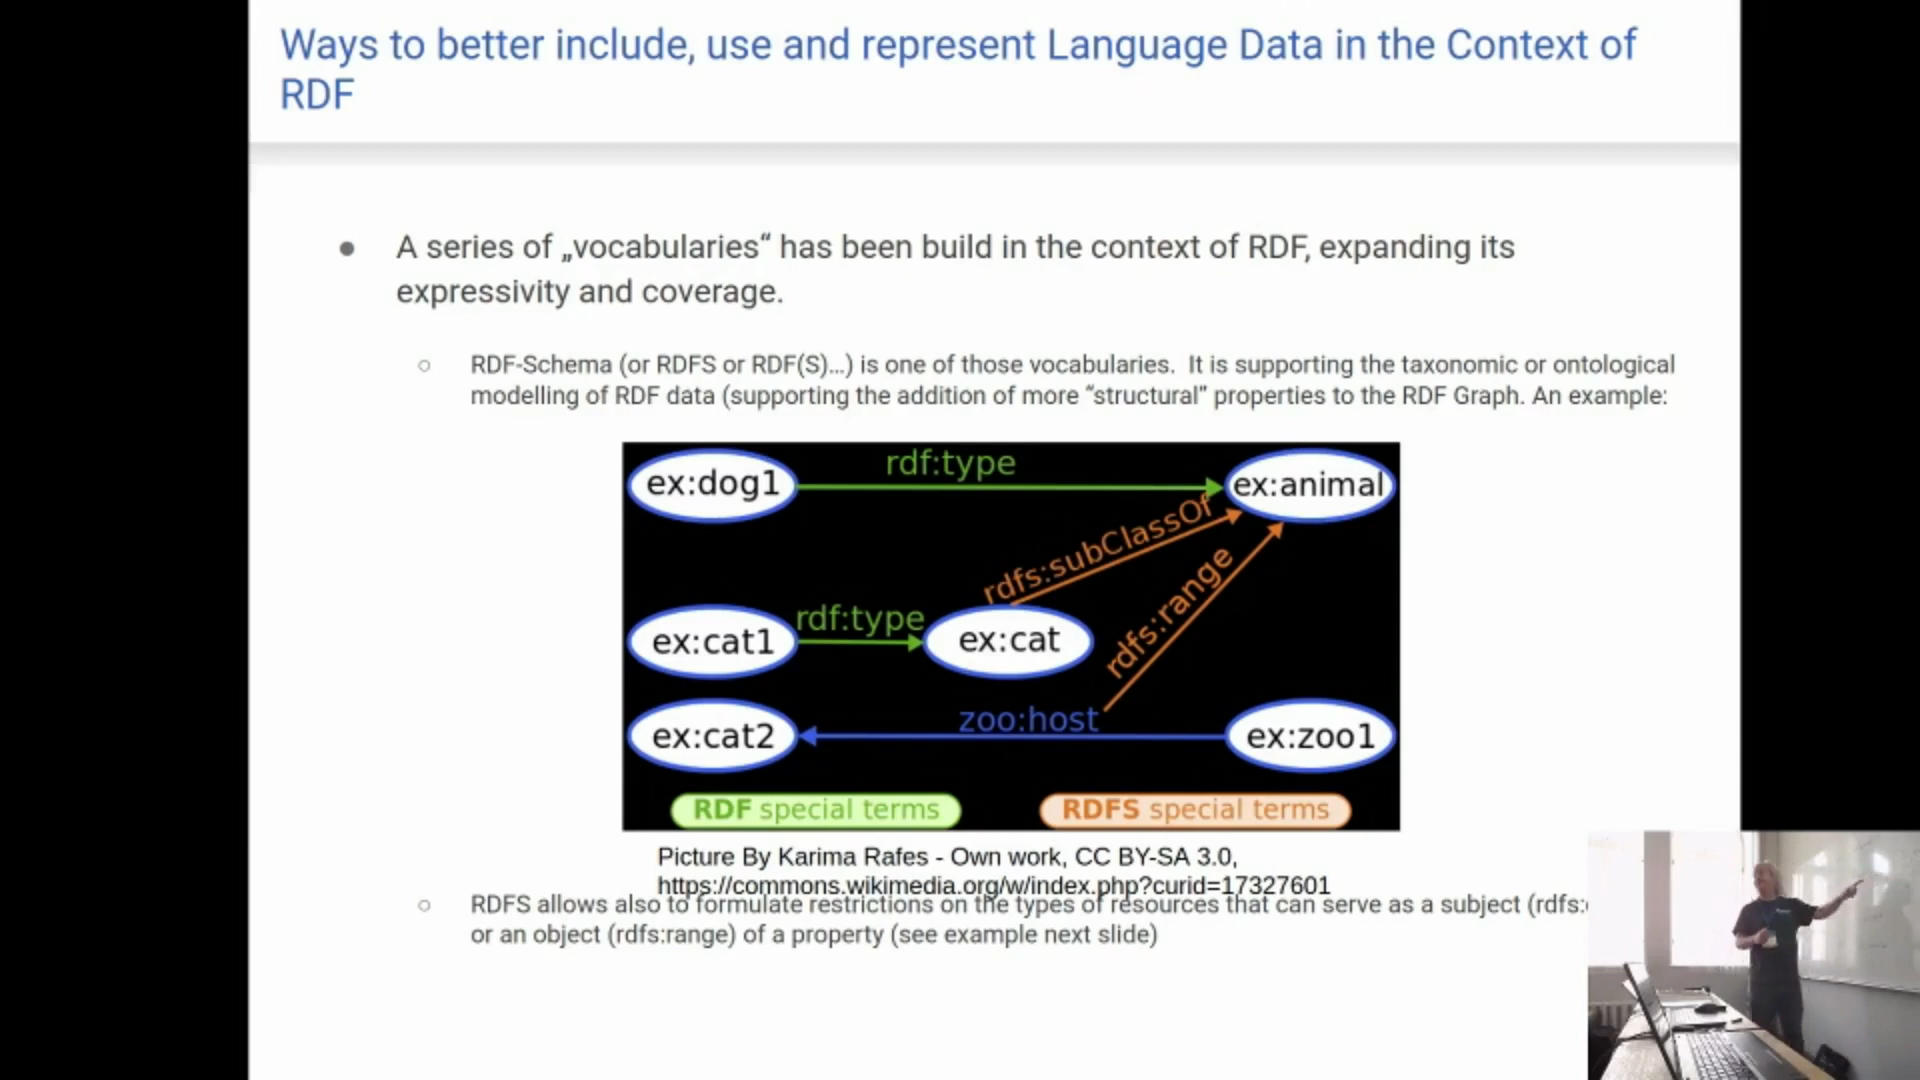 Ways to better include, use and represent Language Data in the Context of
RDF
● A series of „vocabularies“ has been build in the context of RDF, expanding its
expressivity and coverage.
○ RDF-Schema (or RDFS or RDF(S)...) is one of those vocabularies. It is supporting the taxonomic or ontological
modelling of RDF data (supporting the addition of more “structural” properties to the RDF Graph. An example:
ex:dog1 rdf:type ex:animal
rdfs:subClassOf
rdfs:range
ex:cat1 rdf:type ex:cat
ex:cat2 zoo:host ex:zoo1
RDF special terms RDFS special terms
Picture By Karima Rafes - Own work, CC BY-SA 3.0,
https://commons.wikimedia.org/w/index.php?curid=17327601
○ RDFS allows also to formulate restrictions on the types of resources that can serve as a subject (rdfs:
or an object (rdfs:range) of a property (see example next slide)